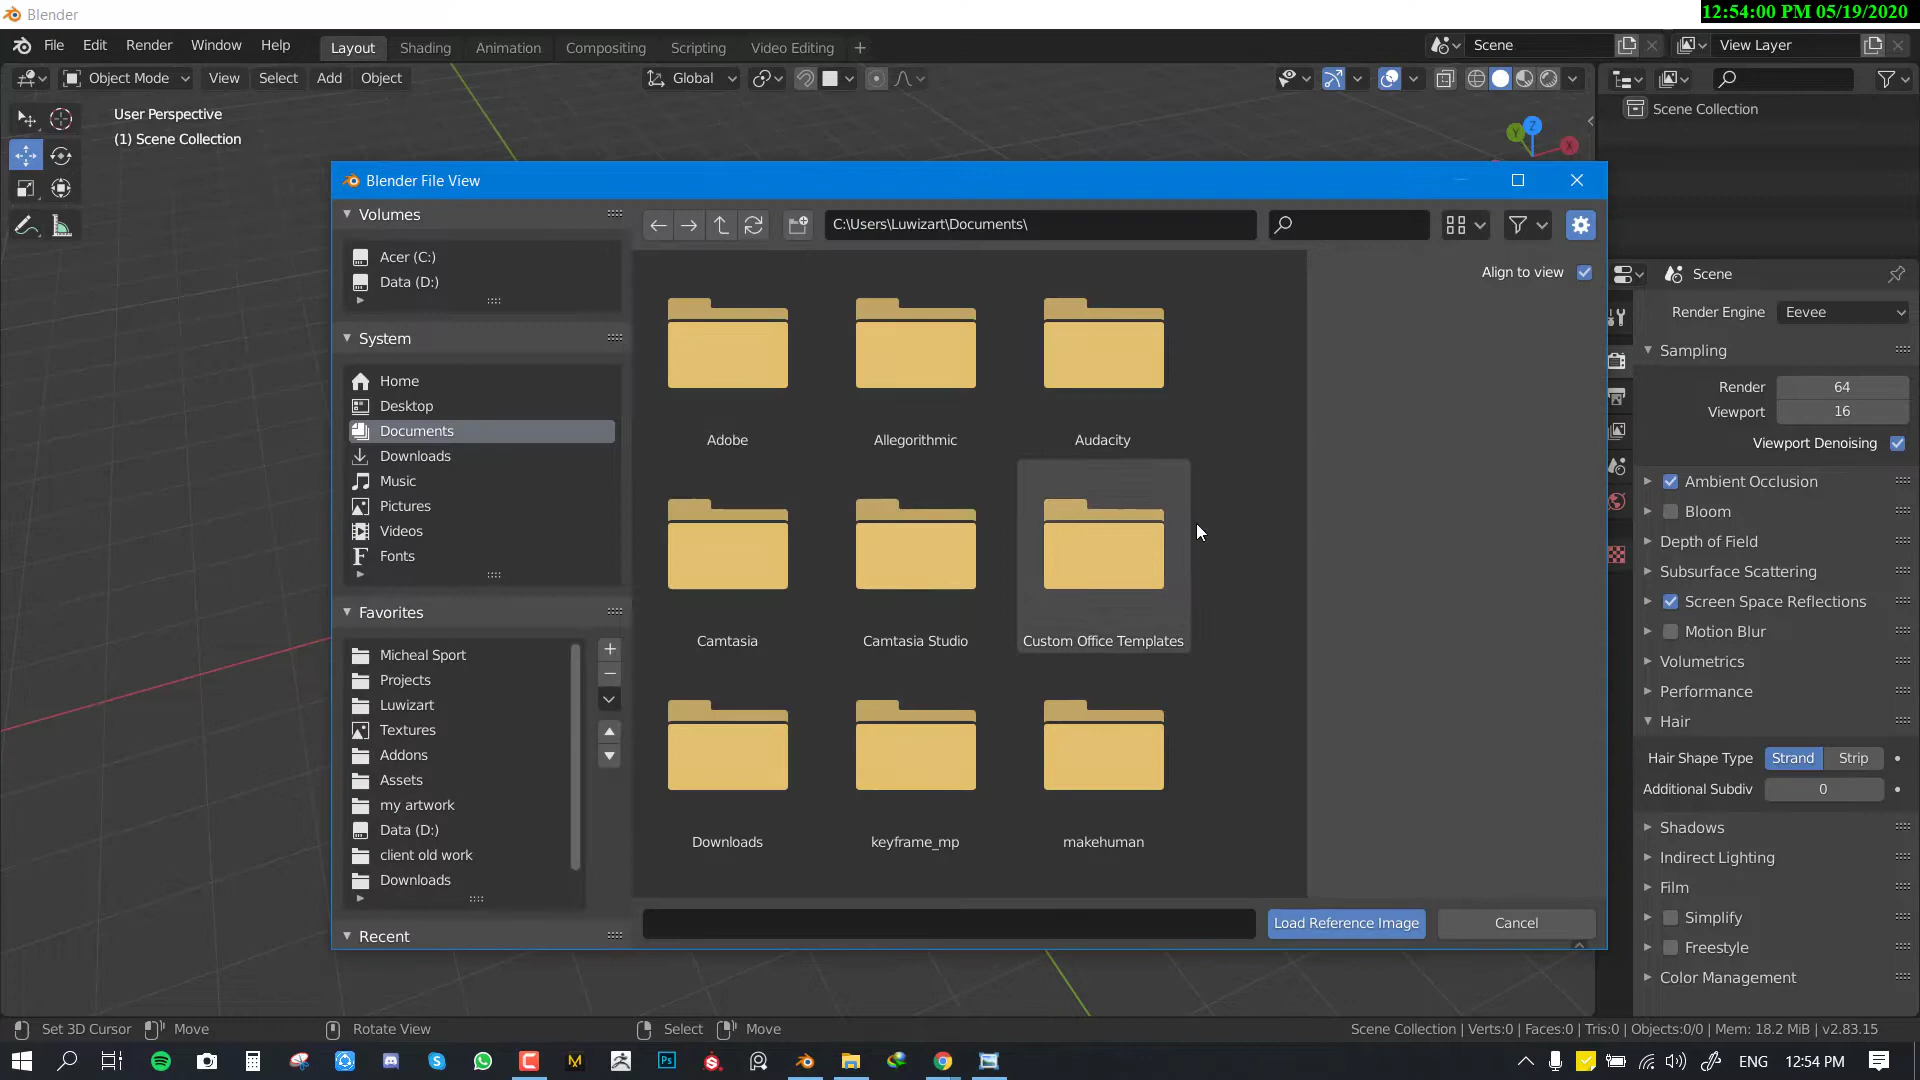 Blender
12:54:00 PM 05/19/2020
File Edit Render Window Help
Layout Shading Animation Compositing Scripting Video Editing +
Scene
View Layer
Object Mode View Select Add Object
Global
User Perspective
(1) Scene Collection
Z
Y
X
Scene Collection
Blender File View
Volumes
Acer (C:)
Data (D:)
System
Home
Desktop
Documents
Downloads
Music
Pictures
Videos
Fonts
Favorites
Micheal Sport
Projects
Luwizart
Textures
Addons
Assets
my artwork
Data (D:)
client old work
Downloads
Recent
C:\Users\Luwizart\Documents\
Align to view
Adobe
Allegorithmic
Audacity
Camtasia
Camtasia Studio
Custom Office Templates
Downloads
keyframe_mp
makehuman
Load Reference Image
Cancel
Scene
Render Engine Eevee
Sampling
Render 64
Viewport 16
Viewport Denoising
Ambient Occlusion
Bloom
Depth of Field
Subsurface Scattering
Screen Space Reflections
Motion Blur
Volumetrics
Performance
Hair
Hair Shape Type Strand Strip
Additional Subdiv 0
Shadows
Indirect Lighting
Film
Simplify
Freestyle
Color Management
Set 3D Cursor Move Rotate View Select Move
Scene Collection | Verts:0 | Faces:0 | Tris:0 | Objects:0/0 | Mem: 18.2 MiB | v2.83.15
ENG 12:54 PM